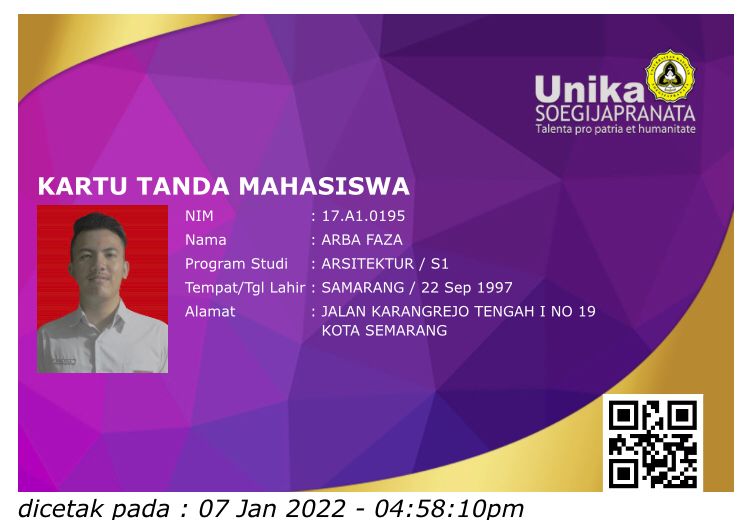 Unika
SOEGIJAPRANATA
Talenta pro patria et humanitate
KARTU TANDA MAHASISWA
NIM : 17.A1.0195
Nama : ARBA FAZA
Program Studi : ARSITEKTUR / S1
Tempat/Tgl Lahir : SAMARANG / 22 Sep 1997
Alamat : JALAN KARANGREJO TENGAH I NO 19
KOTA SEMARANG
dicetak pada : 07 Jan 2022 - 04:58:10pm